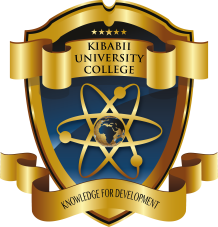 KIBABII
UNIVERSITY
COLLEGE
KNOWLEDGE FOR DEVELOPMENT